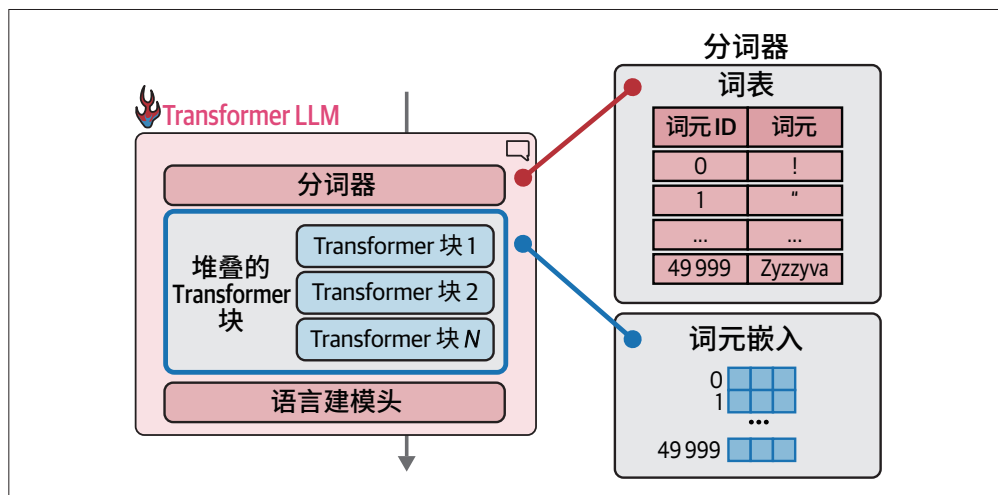 Transformer LLM
分词器
堆叠的
Transformer
块
Transformer 块 1
Transformer 块 2
Transformer 块 N
语言建模头
分词器
词表
词元 ID 词元
0 !
1 "
... ...
49 999 Zyzzyva
词元嵌入
0
1
...
49 999